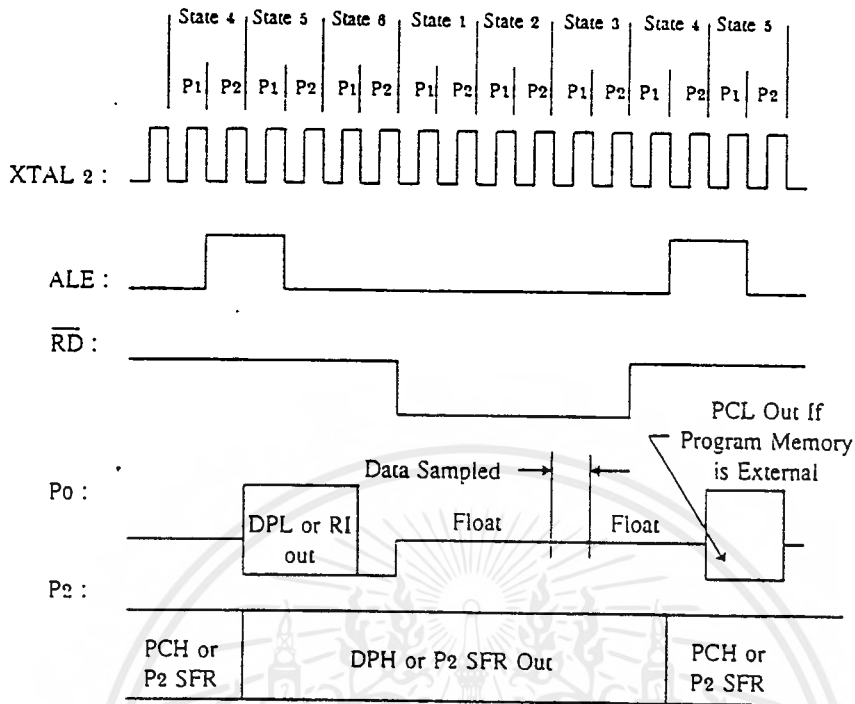 State 4 State 5 State 6 State 1 State 2 State 3 State 4 State 5
P1 P2 P1 P2 P1 P2 P1 P2 P1 P2 P1 P2 P1 P2 P1 P2
XTAL 2 :
ALE :
RD :
PCL Out If
Program Memory
is External
Data Sampled
P0 :
DPL or RI
out
Float
Float
P2 :
PCH or
P2 SFR
DPH or P2 SFR Out
PCH or
P2 SFR